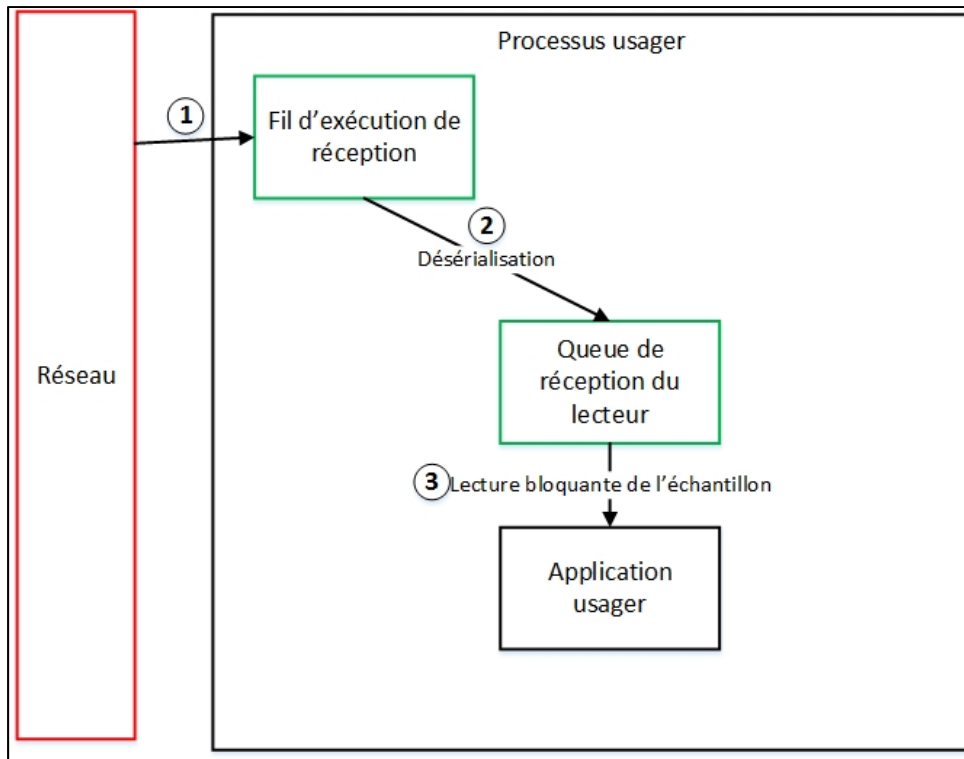 Processus usager
1
Fil d'exécution de
réception
2
Désérialisation
Réseau
Queue de
réception du
lecteur
3 Lecture bloquante de l'échantillon
Application
usager